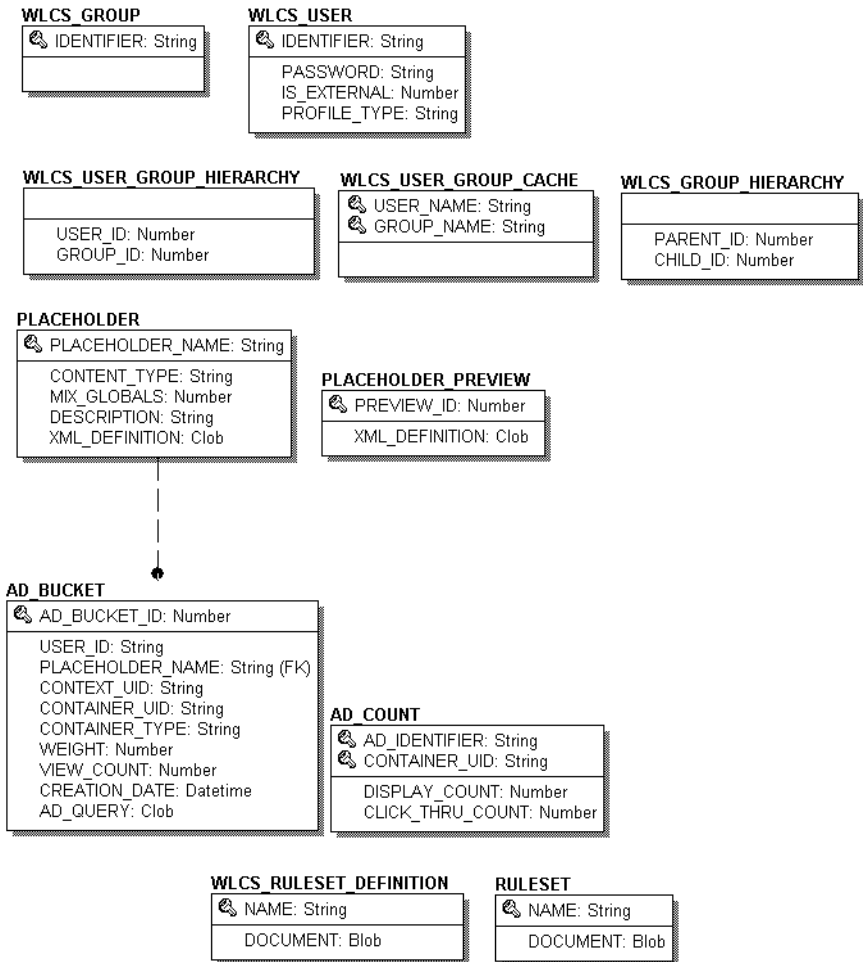 WLCS_GROUP
IDENTIFIER: String
WLCS_USER
IDENTIFIER: String
PASSWORD: String
IS_EXTERNAL: Number
PROFILE_TYPE: String
WLCS_USER_GROUP_HIERARCHY
USER_ID: Number
GROUP_ID: Number
WLCS_USER_GROUP_CACHE
USER_NAME: String
GROUP_NAME: String
WLCS_GROUP_HIERARCHY
PARENT_ID: Number
CHILD_ID: Number
PLACEHOLDER
PLACEHOLDER_NAME: String
CONTENT_TYPE: String
MIX_GLOBALS: Number
DESCRIPTION: String
XML_DEFINITION: Clob
PLACEHOLDER_PREVIEW
PREVIEW_ID: Number
XML_DEFINITION: Clob
AD_BUCKET
AD_BUCKET_ID: Number
USER_ID: String
PLACEHOLDER_NAME: String (FK)
CONTEXT_UID: String
CONTAINER_UID: String
CONTAINER_TYPE: String
WEIGHT: Number
VIEW_COUNT: Number
CREATION_DATE: Datetime
AD_QUERY: Clob
AD_COUNT
AD_IDENTIFIER: String
CONTAINER_UID: String
DISPLAY_COUNT: Number
CLICK_THRU_COUNT: Number
WLCS_RULESET_DEFINITION
NAME: String
DOCUMENT: Blob
RULESET
NAME: String
DOCUMENT: Blob